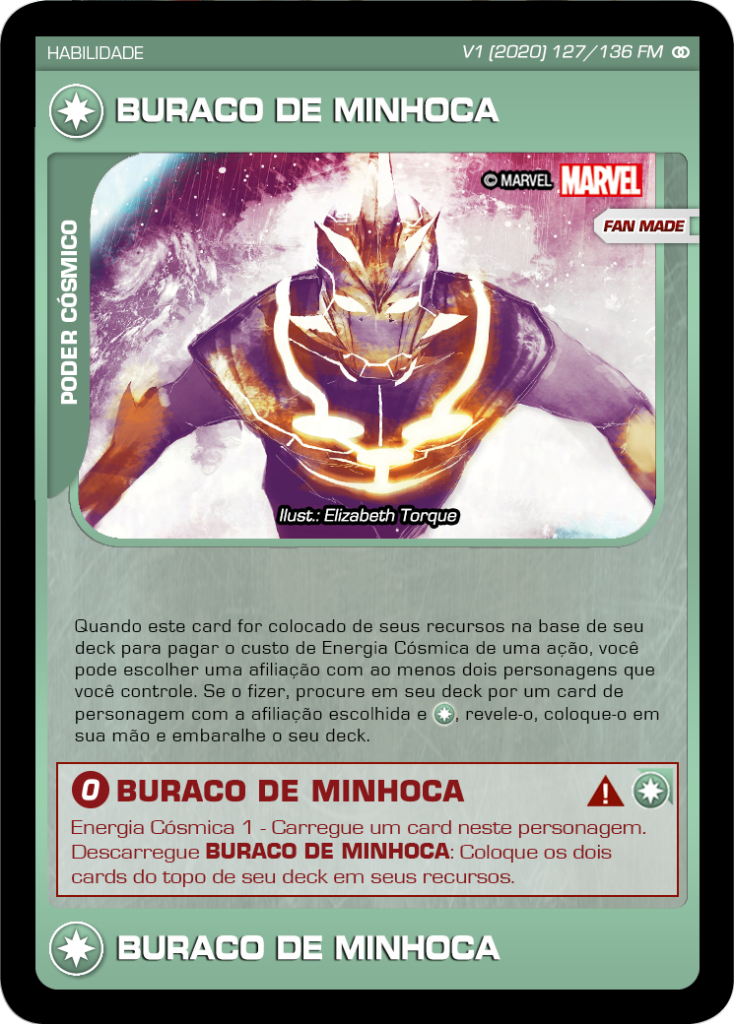 HABILIDADE
V1 (2020) 127/136 FM
BURACO DE MINHOCA
© MARVEL MARVEL
FAN MADE
PODER CÓSMICO
Ilust.: Elizabeth Torque
Quando este card for colocado de seus recursos na base de seu
deck para pagar o custo de Energia Cósmica de uma ação, você
pode escolher uma afiliação com ao menos dois personagens que
você controle. Se o fizer, procure em seu deck por um card de
personagem com a afiliação escolhida e , revele-o, coloque-o em
sua mão e embaralhe o seu deck.
0 BURACO DE MINHOCA
Energia Cósmica 1 - Carregue um card neste personagem.
Descarregue BURACO DE MINHOCA: Coloque os dois
cards do topo de seu deck em seus recursos.
BURACO DE MINHOCA